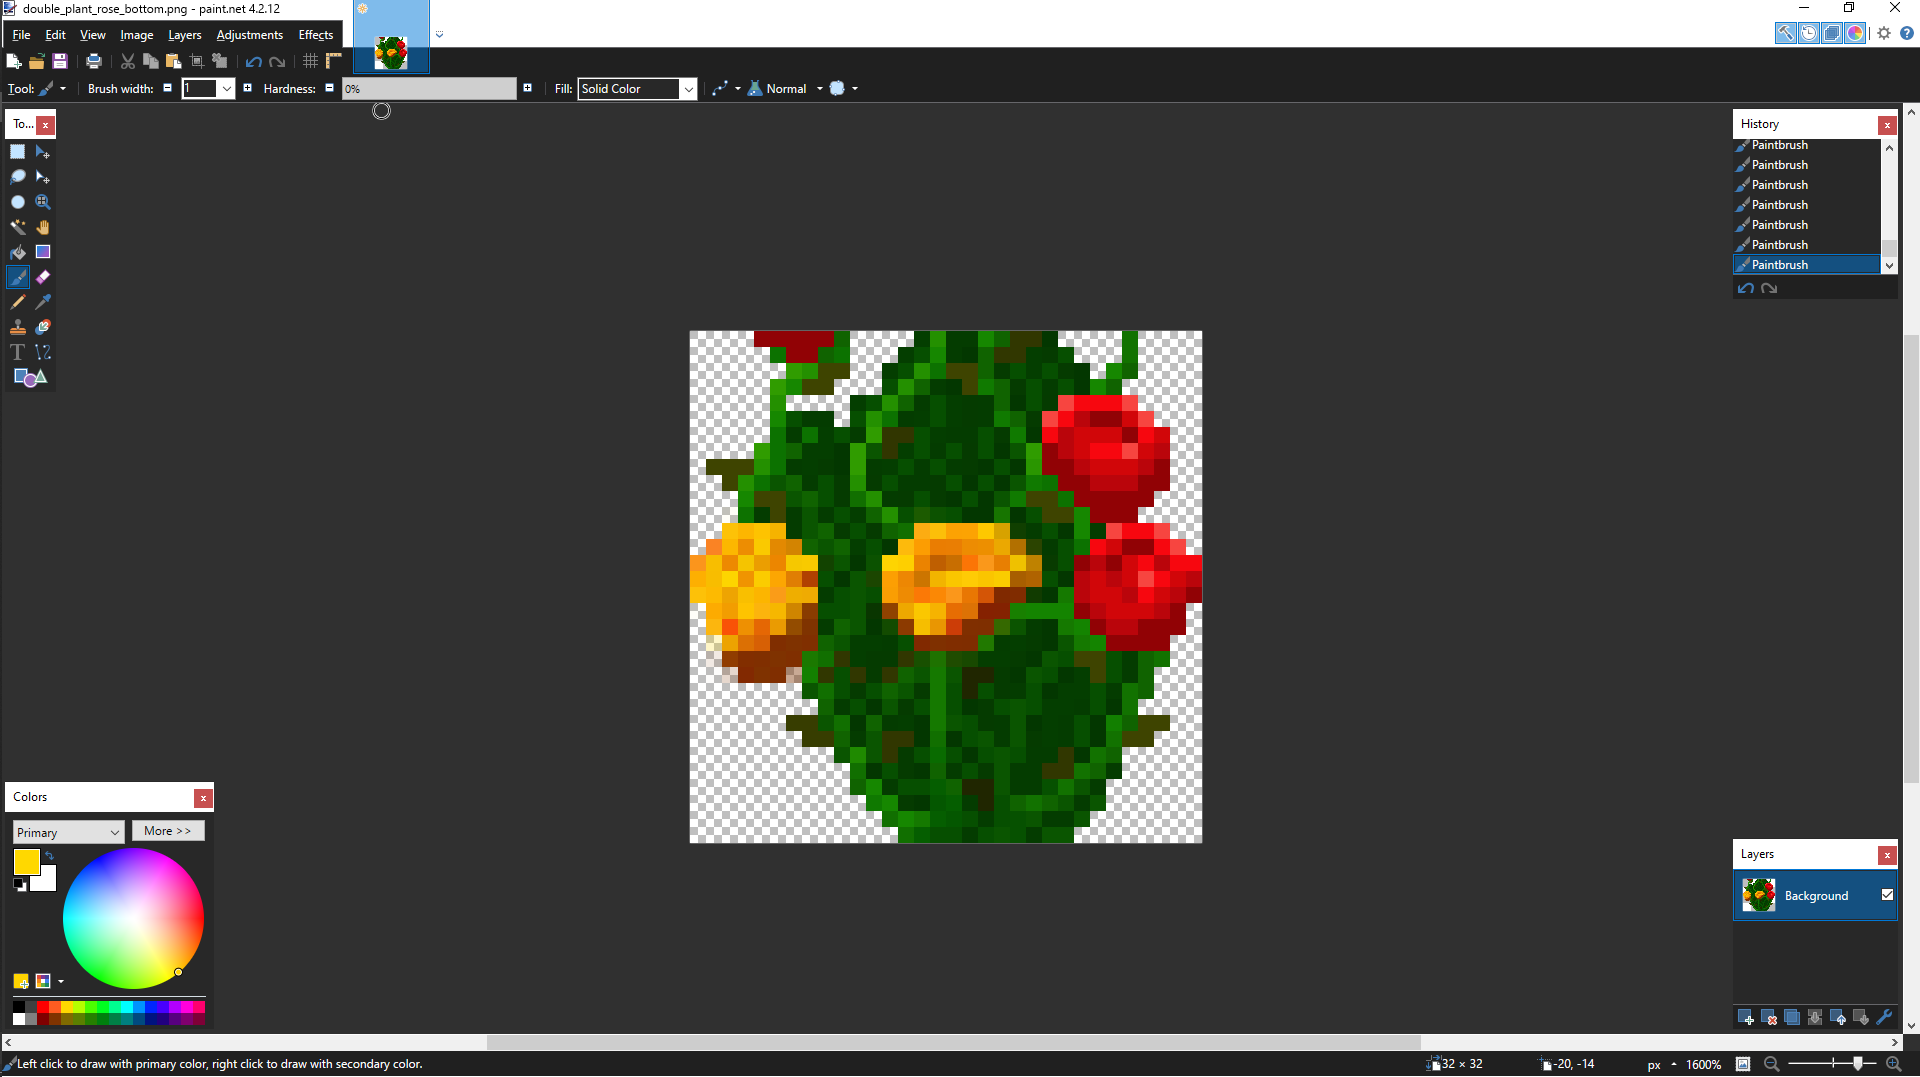 double_plant_rose_bottom.png - paint.net 4.2.12
File Edit View Image Layers Adjustments Effects
Tool: Brush width: 1 Hardness: 0% Fill: Solid Color Normal
To...
History
Paintbrush
Paintbrush
Paintbrush
Paintbrush
Paintbrush
Paintbrush
Paintbrush
Colors
Primary More >>
Layers
Background
Left click to draw with primary color, right click to draw with secondary color. 32 × 32 -20, -14 px 1600%